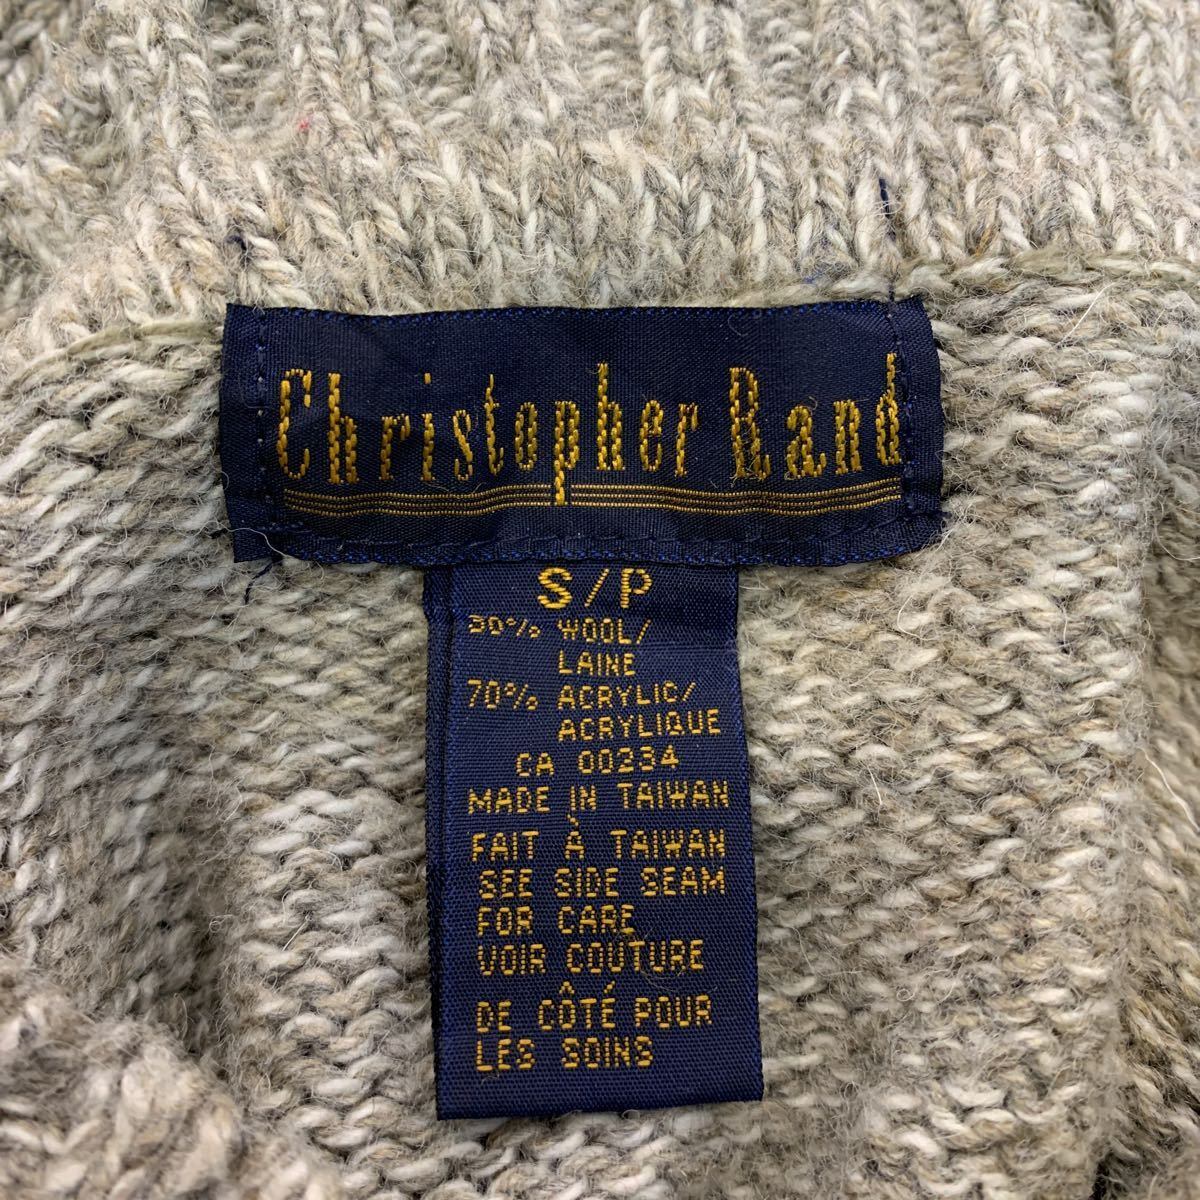 Christopher Rand
S/P
30% WOOL/
LAINE
70% ACRYLIC/
ACRYLIQUE
CA 00234
MADE IN TAIWAN
FAIT À TAIWAN
SEE SIDE SEAM
FOR CARE
VOIR COUTURE
DE CÔTÉ POUR
LES SOINS